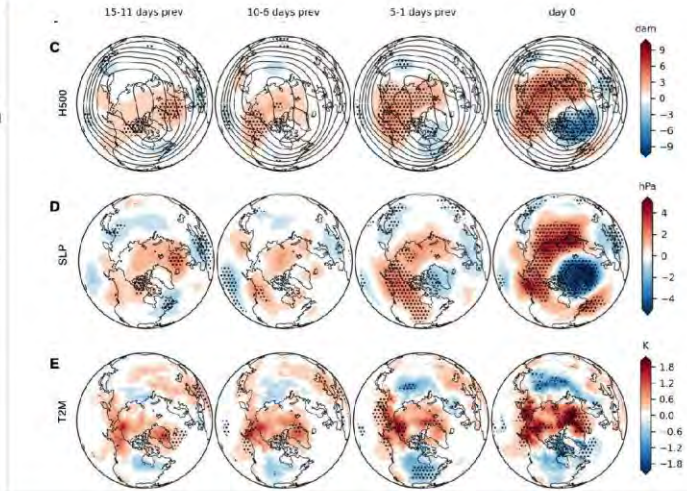 15-11 days prev 10-6 days prev 5-1 days prev day 0
C
H500
dam
9
6
3
0
−3
−6
−9
D
SLP
hPa
4
2
0
−2
−4
E
T2M
K
1.8
1.2
0.6
0.0
−0.6
−1.2
−1.8